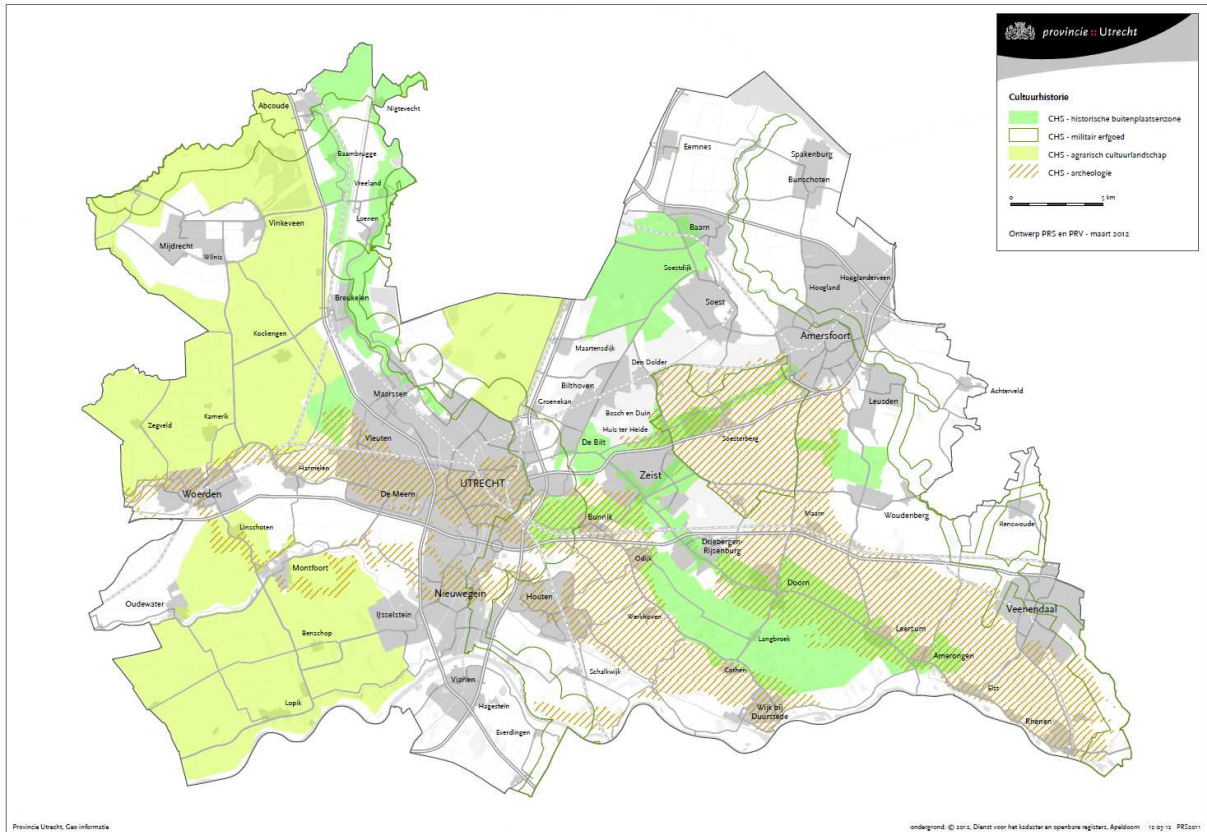 provincie :: Utrecht
Cultuurhistorie
CHS - historische buitenplaatsenzone
CHS - militair erfgoed
CHS - agrarisch cultuurlandschap
CHS - archeologie
0 5 km
Ontwerp PRS en PRV - maart 2012
Abcoude
Nigtevecht
Baambrugge
Vreeland
Loenen
Vinkeveen
Mijdrecht
Wilnis
Breukelen
Kockengen
Eemnes
Spakenburg
Bunschoten
Baarn
Soestdijk
Hooglanderveen
Hoogland
Soest
Amersfoort
Maartensdijk
Den Dolder
Bilthoven
Groenekan
Maarssen
Achterveld
Leusden
Kamerik
Zegveld
Bosch en Duin
Huis ter Heide
Vleuten
De Bilt
Soesterberg
Harmelen
Zeist
UTRECHT
Woerden
De Meern
Bunnik
Maarn
Woudenberg
Renswoude
Linschoten
Driebergen-
Rijsenburg
Odijk
Montfoort
Doorn
Nieuwegein
Houten
Oudewater
IJsselstein
Werkhoven
Veenendaal
Leersum
Benschop
Langbroek
Amerongen
Cothen
Schalkwijk
Vianen
Elst
Lopik
Hagestein
Wijk bij
Duurstede
Rhenen
Everdingen
Provincie Utrecht, Geo-informatie
ondergrond: © 2012, Dienst voor het kadaster en openbare registers, Apeldoorn 12-03-12 PRS2011